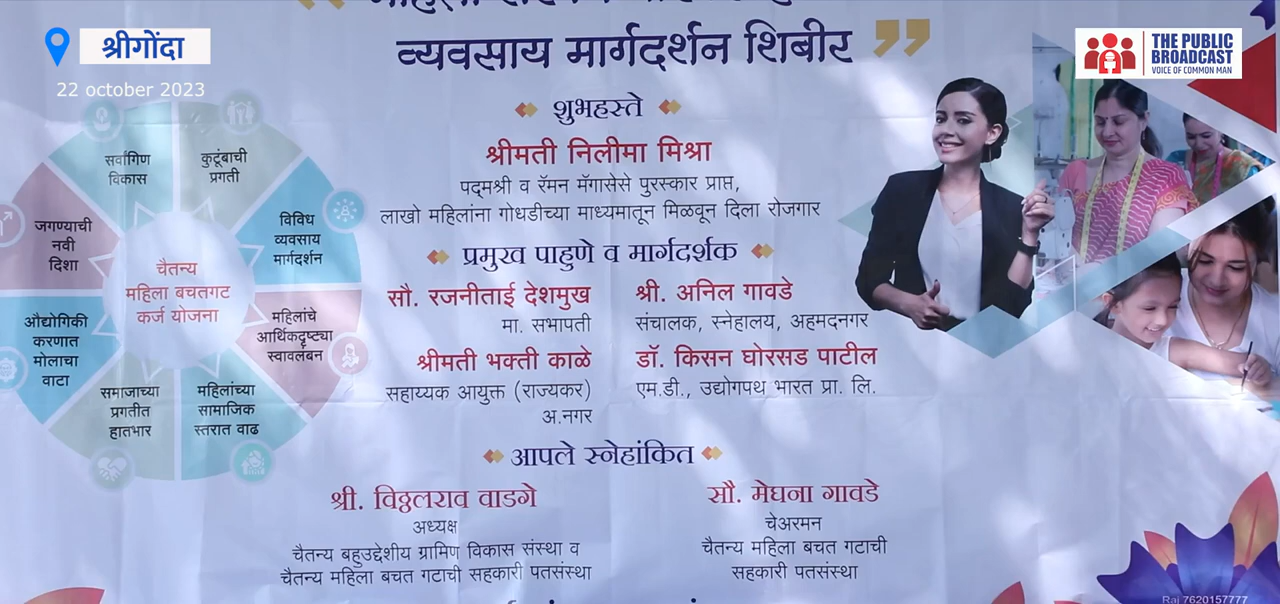 श्रीगोंदा
22 october 2023
THE PUBLIC
BROADCAST
VOICE OF COMMON MAN
व्यवसाय मार्गदर्शन शिबीर
शुभहस्ते
श्रीमती निलीमा मिश्रा
पद्मश्री व रॅमन मॅगासेसे पुरस्कार प्राप्त,
लाखो महिलांना गोधडीच्या माध्यमातून मिळवून दिला रोजगार
प्रमुख पाहुणे व मार्गदर्शक
सौ. रजनीताई देशमुख
मा. सभापती
श्री. अनिल गावडे
संचालक, स्नेहालय, अहमदनगर
श्रीमती भक्ती काळे
सहाय्यक आयुक्त (राज्यकर)
अ.नगर
डॉ. किसन घोरसड पाटील
एम.डी., उद्योगपथ भारत प्रा. लि.
आपले स्नेहांकित
श्री. विठ्ठलराव वाडगे
अध्यक्ष
चैतन्य बहुउद्देशीय ग्रामिण विकास संस्था व
चैतन्य महिला बचत गटाची सहकारी पतसंस्था
सौ. मेघना गावडे
चेअरमन
चैतन्य महिला बचत गटाची
सहकारी पतसंस्था
सर्वांगिण
विकास
कुटूंबाची
प्रगती
विविध
व्यवसाय
मार्गदर्शन
महिलांचे
आर्थिकदृष्ट्या
स्वावलंबन
महिलांच्या
सामाजिक
स्तरात वाढ
समाजाच्या
प्रगतीत
हातभार
औद्योगिकी
करणात
मोलाचा
वाटा
जगण्याची
नवी
दिशा
चैतन्य
महिला बचतगट
कर्ज योजना
Raj 7620157777